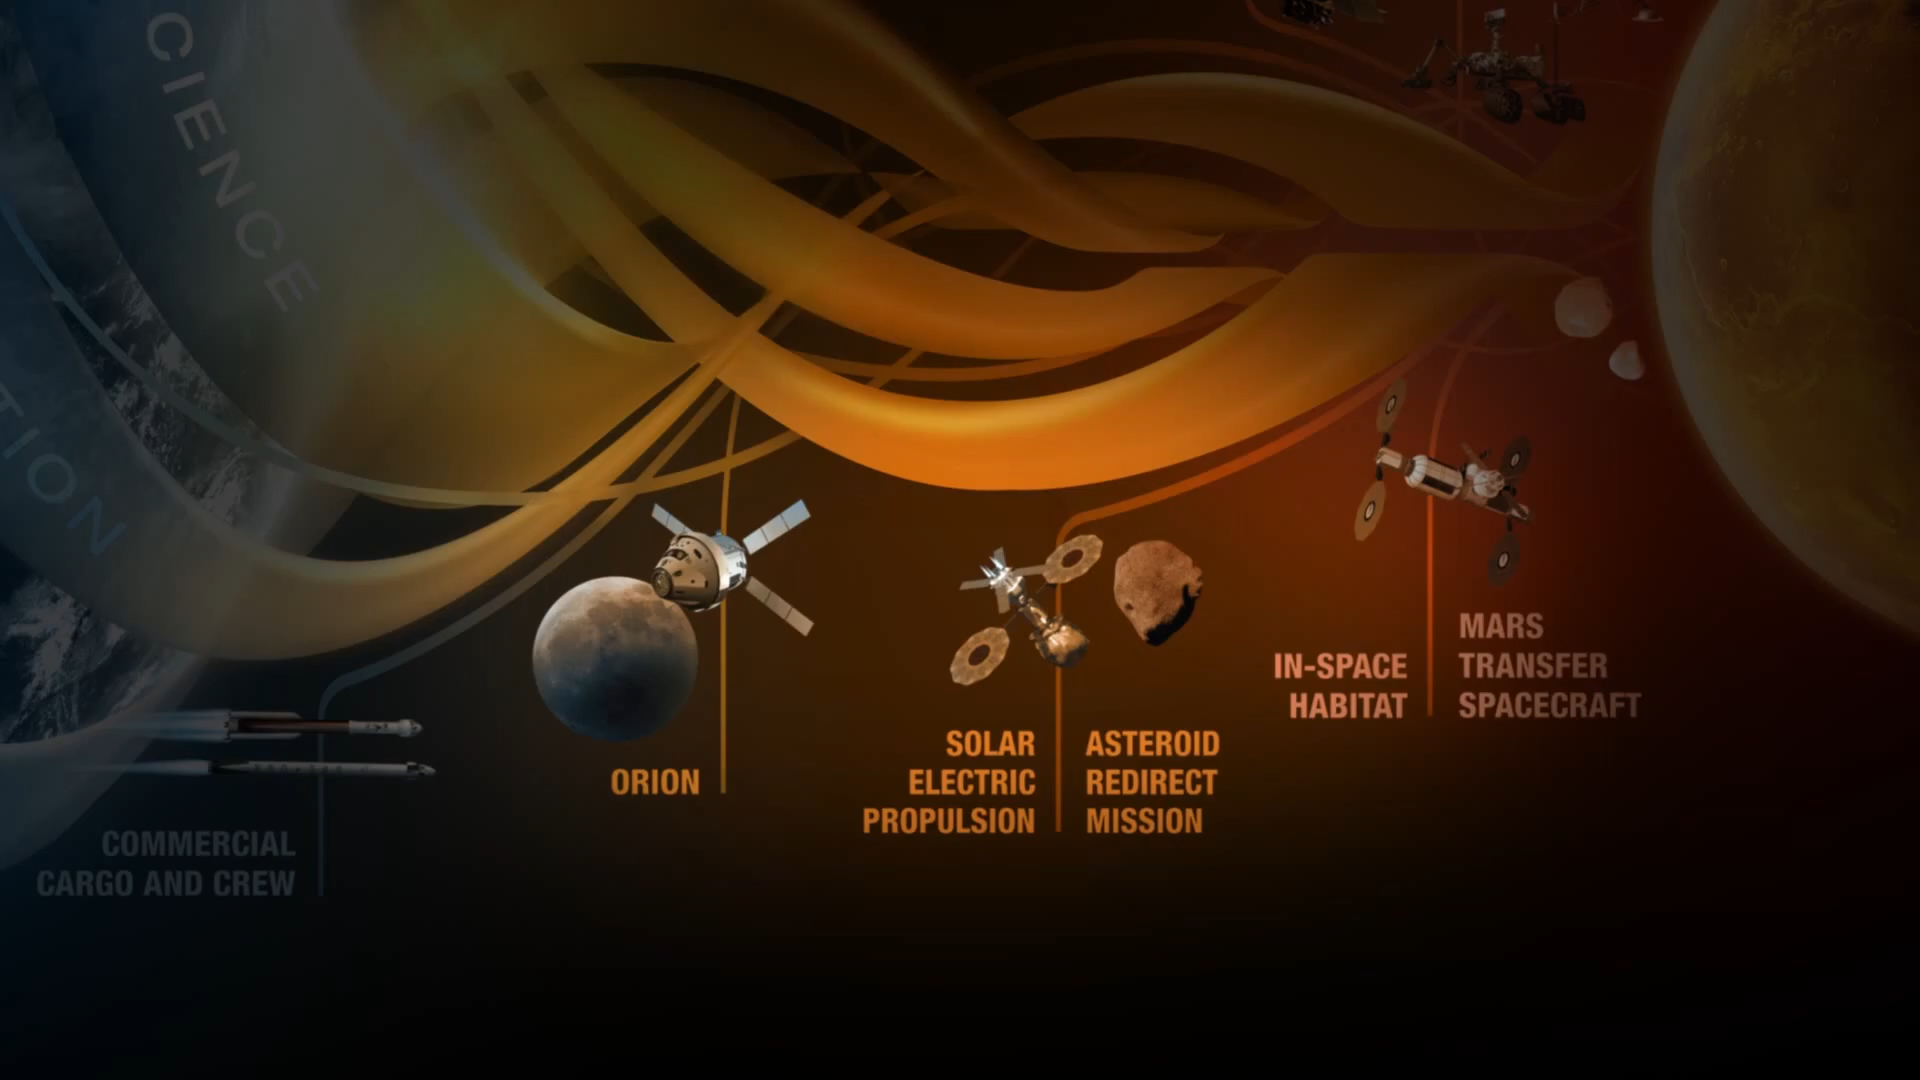 CIENCE
TION
COMMERCIAL
CARGO AND CREW
ORION
SOLAR
ELECTRIC
PROPULSION
ASTEROID
REDIRECT
MISSION
IN-SPACE
HABITAT
MARS
TRANSFER
SPACECRAFT